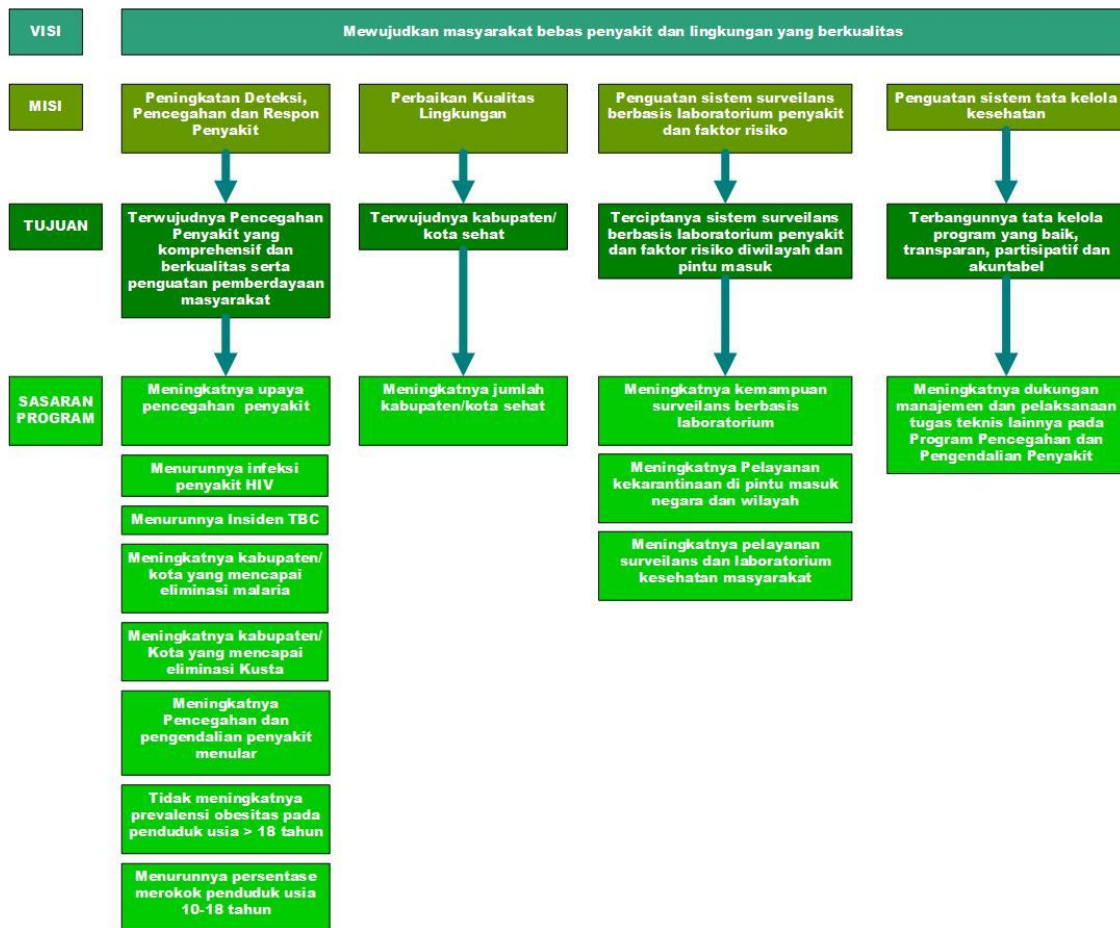 VISI
Mewujudkan masyarakat bebas penyakit dan lingkungan yang berkualitas
MISI
Peningkatan Deteksi,
Pencegahan dan Respon
Penyakit
Perbaikan Kualitas
Lingkungan
Penguatan sistem surveilans
berbasis laboratorium penyakit
dan faktor risiko
Penguatan sistem tata kelola
kesehatan
TUJUAN
Terwujudnya Pencegahan
Penyakit yang
komprehensif dan
berkualitas serta
penguatan pemberdayaan
masyarakat
Terwujudnya kabupaten/
kota sehat
Terciptanya sistem surveilans
berbasis laboratorium penyakit
dan faktor risiko diwilayah dan
pintu masuk
Terbangunnya tata kelola
program yang baik,
transparan, partisipatif dan
akuntabel
SASARAN
PROGRAM
Meningkatnya upaya
pencegahan penyakit
Menurunnya infeksi
penyakit HIV
Menurunnya Insiden TBC
Meningkatnya kabupaten/
kota yang mencapai
eliminasi malaria
Meningkatnya kabupaten/
Kota yang mencapai
eliminasi Kusta
Meningkatnya
Pencegahan dan
pengendalian penyakit
menular
Tidak meningkatnya
prevalensi obesitas pada
penduduk usia > 18 tahun
Menurunnya persentase
merokok penduduk usia
10-18 tahun
Meningkatnya jumlah
kabupaten/kota sehat
Meningkatnya kemampuan
surveilans berbasis
laboratorium
Meningkatnya Pelayanan
kekarantinaan di pintu masuk
negara dan wilayah
Meningkatnya pelayanan
surveilans dan laboratorium
kesehatan masyarakat
Meningkatnya dukungan
manajemen dan pelaksanaan
tugas teknis lainnya pada
Program Pencegahan dan
Pengendalian Penyakit